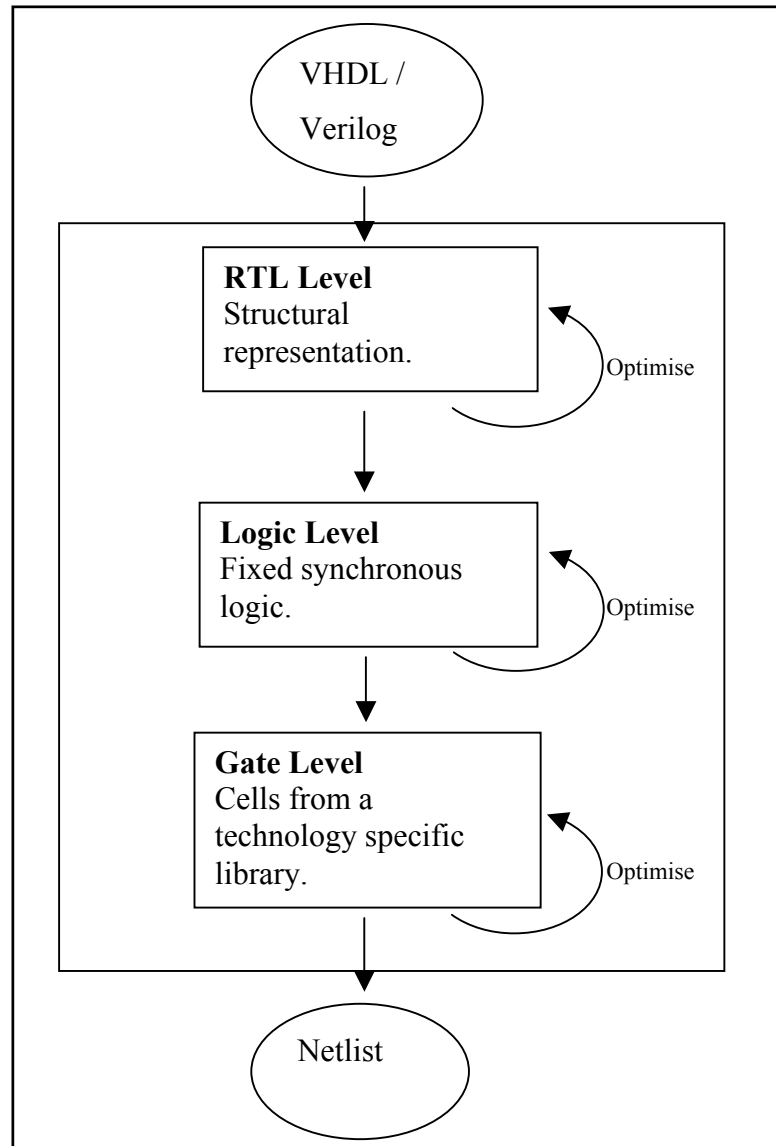 VHDL /
Verilog
RTL Level
Structural
representation.
Optimise
Logic Level
Fixed synchronous
logic.
Optimise
Gate Level
Cells from a
technology specific
library.
Optimise
Netlist